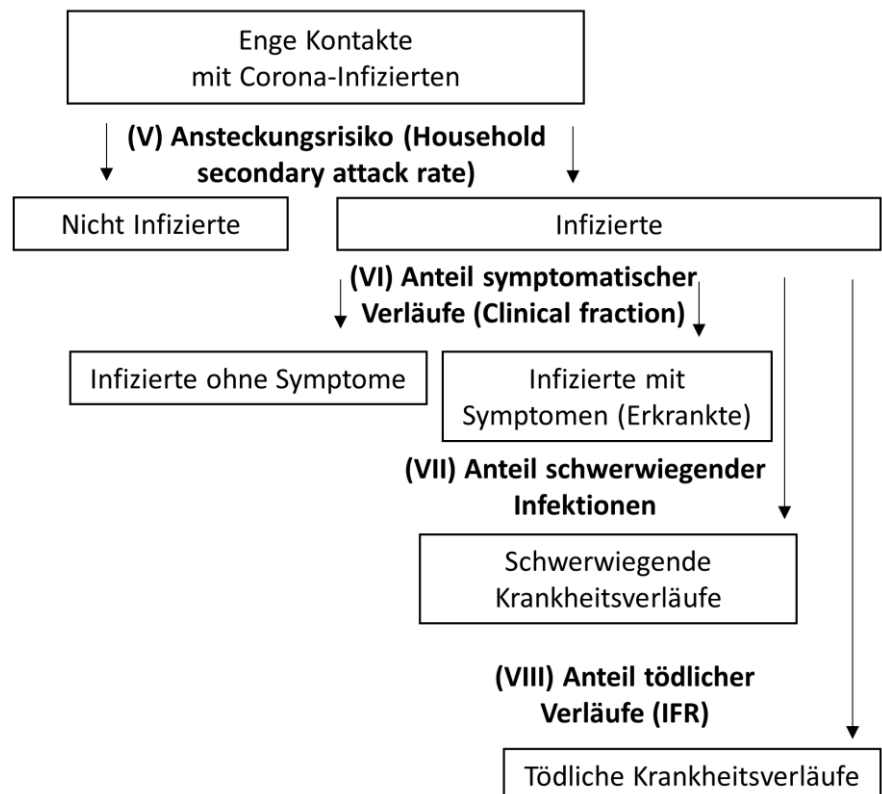 Enge Kontakte
mit Corona-Infizierten
(V) Ansteckungsrisiko (Household
secondary attack rate)
Nicht Infizierte
Infizierte
(VI) Anteil symptomatischer
Verläufe (Clinical fraction)
Infizierte ohne Symptome
Infizierte mit
Symptomen (Erkrankte)
(VII) Anteil schwerwiegender
Infektionen
Schwerwiegende
Krankheitsverläufe
(VIII) Anteil tödlicher
Verläufe (IFR)
Tödliche Krankheitsverläufe